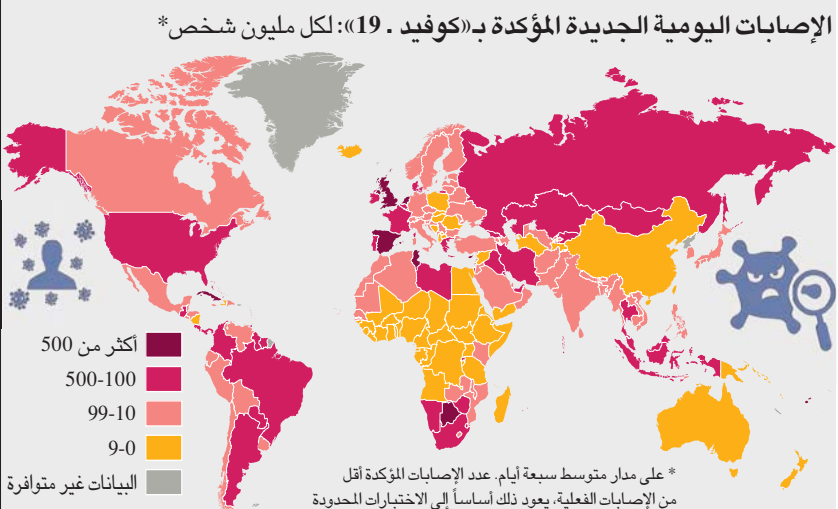 الإصابات اليومية الجديدة المؤكدة بـ«كوفيد . 19»: لكل مليون شخص*
أكثر من 500
500-100
99-10
9-0
البيانات غير متوافرة
* على مدار متوسط سبعة أيام. عدد الإصابات المؤكدة أقل
من الإصابات الفعلية، يعود ذلك أساساً إلى الاختبارات المحدودة